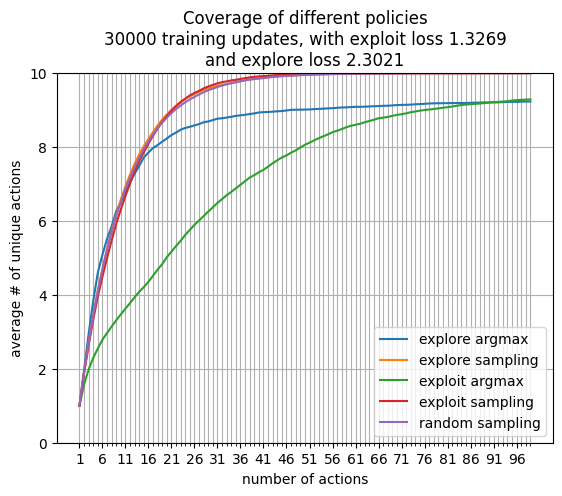 Coverage of different policies
30000 training updates, with exploit loss 1.3269
and explore loss 2.3021
average # of unique actions
10
8
6
4
2
0
explore argmax
explore sampling
exploit argmax
exploit sampling
random sampling
1 6 11 16 21 26 31 36 41 46 51 56 61 66 71 76 81 86 91 96
number of actions